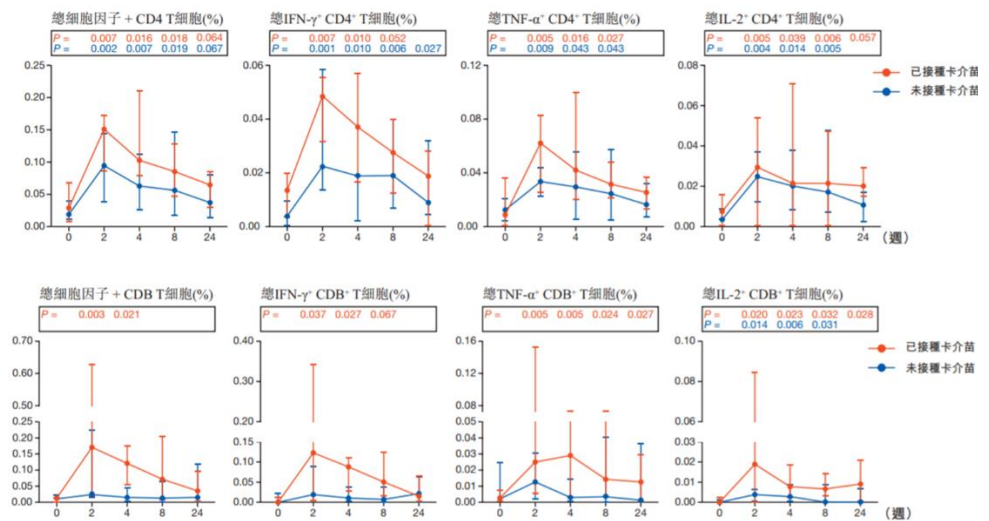 總細胞因子 + CD4 T細胞(%)
P = 0.007 0.016 0.018 0.064
P = 0.002 0.007 0.019 0.067
0.25
0.20
0.15
0.10
0.05
0.00
0 2 4 8 24
總IFN-γ⁺ CD4⁺ T細胞(%)
P = 0.007 0.010 0.052
P = 0.001 0.010 0.006 0.027
0.06
0.04
0.02
0.00
0 2 4 8 24
總TNF-α⁺ CD4⁺ T細胞(%)
P = 0.005 0.016 0.027
P = 0.009 0.043 0.043
0.12
0.08
0.04
0.00
0 2 4 8 24
總IL-2⁺ CD4⁺ T細胞(%)
P = 0.005 0.039 0.006 0.057
P = 0.004 0.014 0.005
0.08
0.06
0.04
0.02
0.00
0 2 4 8 24
(週)
已接種卡介苗
未接種卡介苗
總細胞因子 + CDB T細胞(%)
P = 0.003 0.021
0.70
0.60
0.50
0.25
0.20
0.15
0.10
0.05
0.00
0 2 4 8 24
總IFN-γ⁺ CDB⁺ T細胞(%)
P = 0.037 0.027 0.067
0.40
0.30
0.20
0.15
0.10
0.05
0.00
0 2 4 8 24
總TNF-α⁺ CDB⁺ T細胞(%)
P = 0.005 0.005 0.024 0.027
0.16
0.12
0.08
0.05
0.04
0.03
0.02
0.01
0.00
0 2 4 8 24
總IL-2⁺ CDB⁺ T細胞(%)
P = 0.020 0.023 0.032 0.028
P = 0.014 0.006 0.031
0.10
0.08
0.06
0.03
0.02
0.01
0.00
0 2 4 8 24
(週)
已接種卡介苗
未接種卡介苗